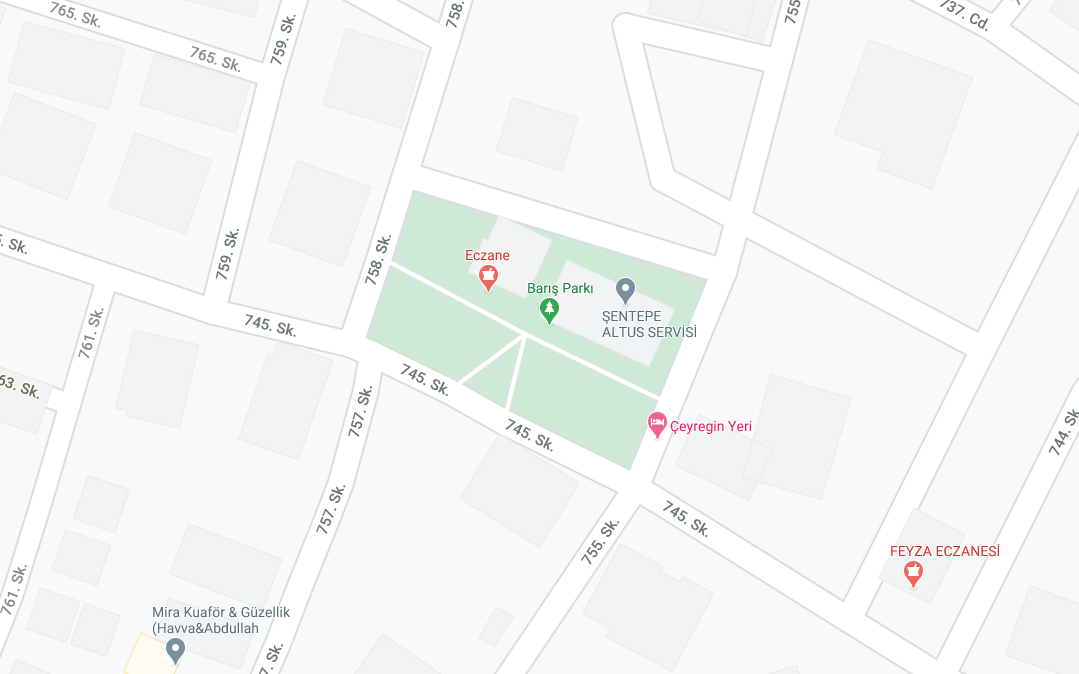 765. Sk.
759. Sk.
758.
755
737. Cd.
765. Sk.
5. Sk.
759. Sk.
758. Sk.
Eczane
Barış Parkı
ŞENTEPE
ALTUS SERVİSİ
761. Sk.
745. Sk.
63. Sk.
745. Sk.
757. Sk.
745. Sk.
Çeyregin Yeri
744. Sk
757. Sk.
755. Sk.
745. Sk.
FEYZA ECZANESİ
761. Sk.
Mira Kuaför & Güzellik
(Havva&Abdullah
7. Sk.